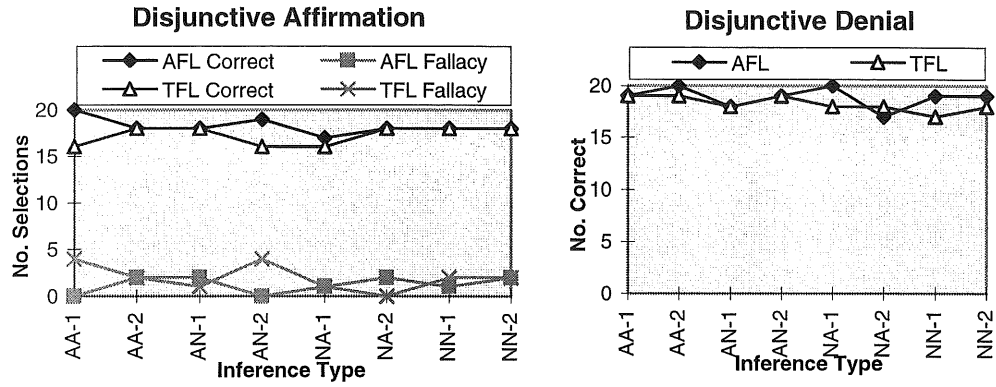 Disjunctive Affirmation
AFL Correct
AFL Fallacy
TFL Correct
TFL Fallacy
No. Selections
20
15
10
5
0
AA-1
AA-2
AN-1
AN-2
NA-1
NA-2
NN-1
NN-2
Inference Type
Disjunctive Denial
AFL
TFL
No. Correct
20
15
10
5
0
AA-1
AA-2
AN-1
AN-2
NA-1
NA-2
NN-1
NN-2
Inference Type